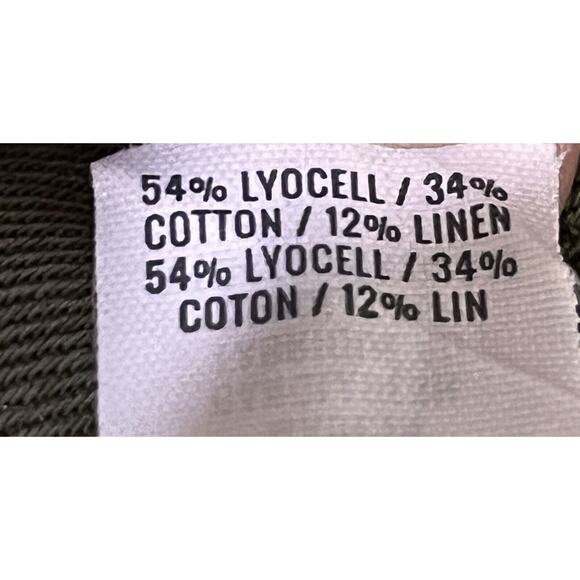 54% LYOCELL / 34%
COTTON / 12% LINEN
54% LYOCELL / 34%
COTON / 12% LIN